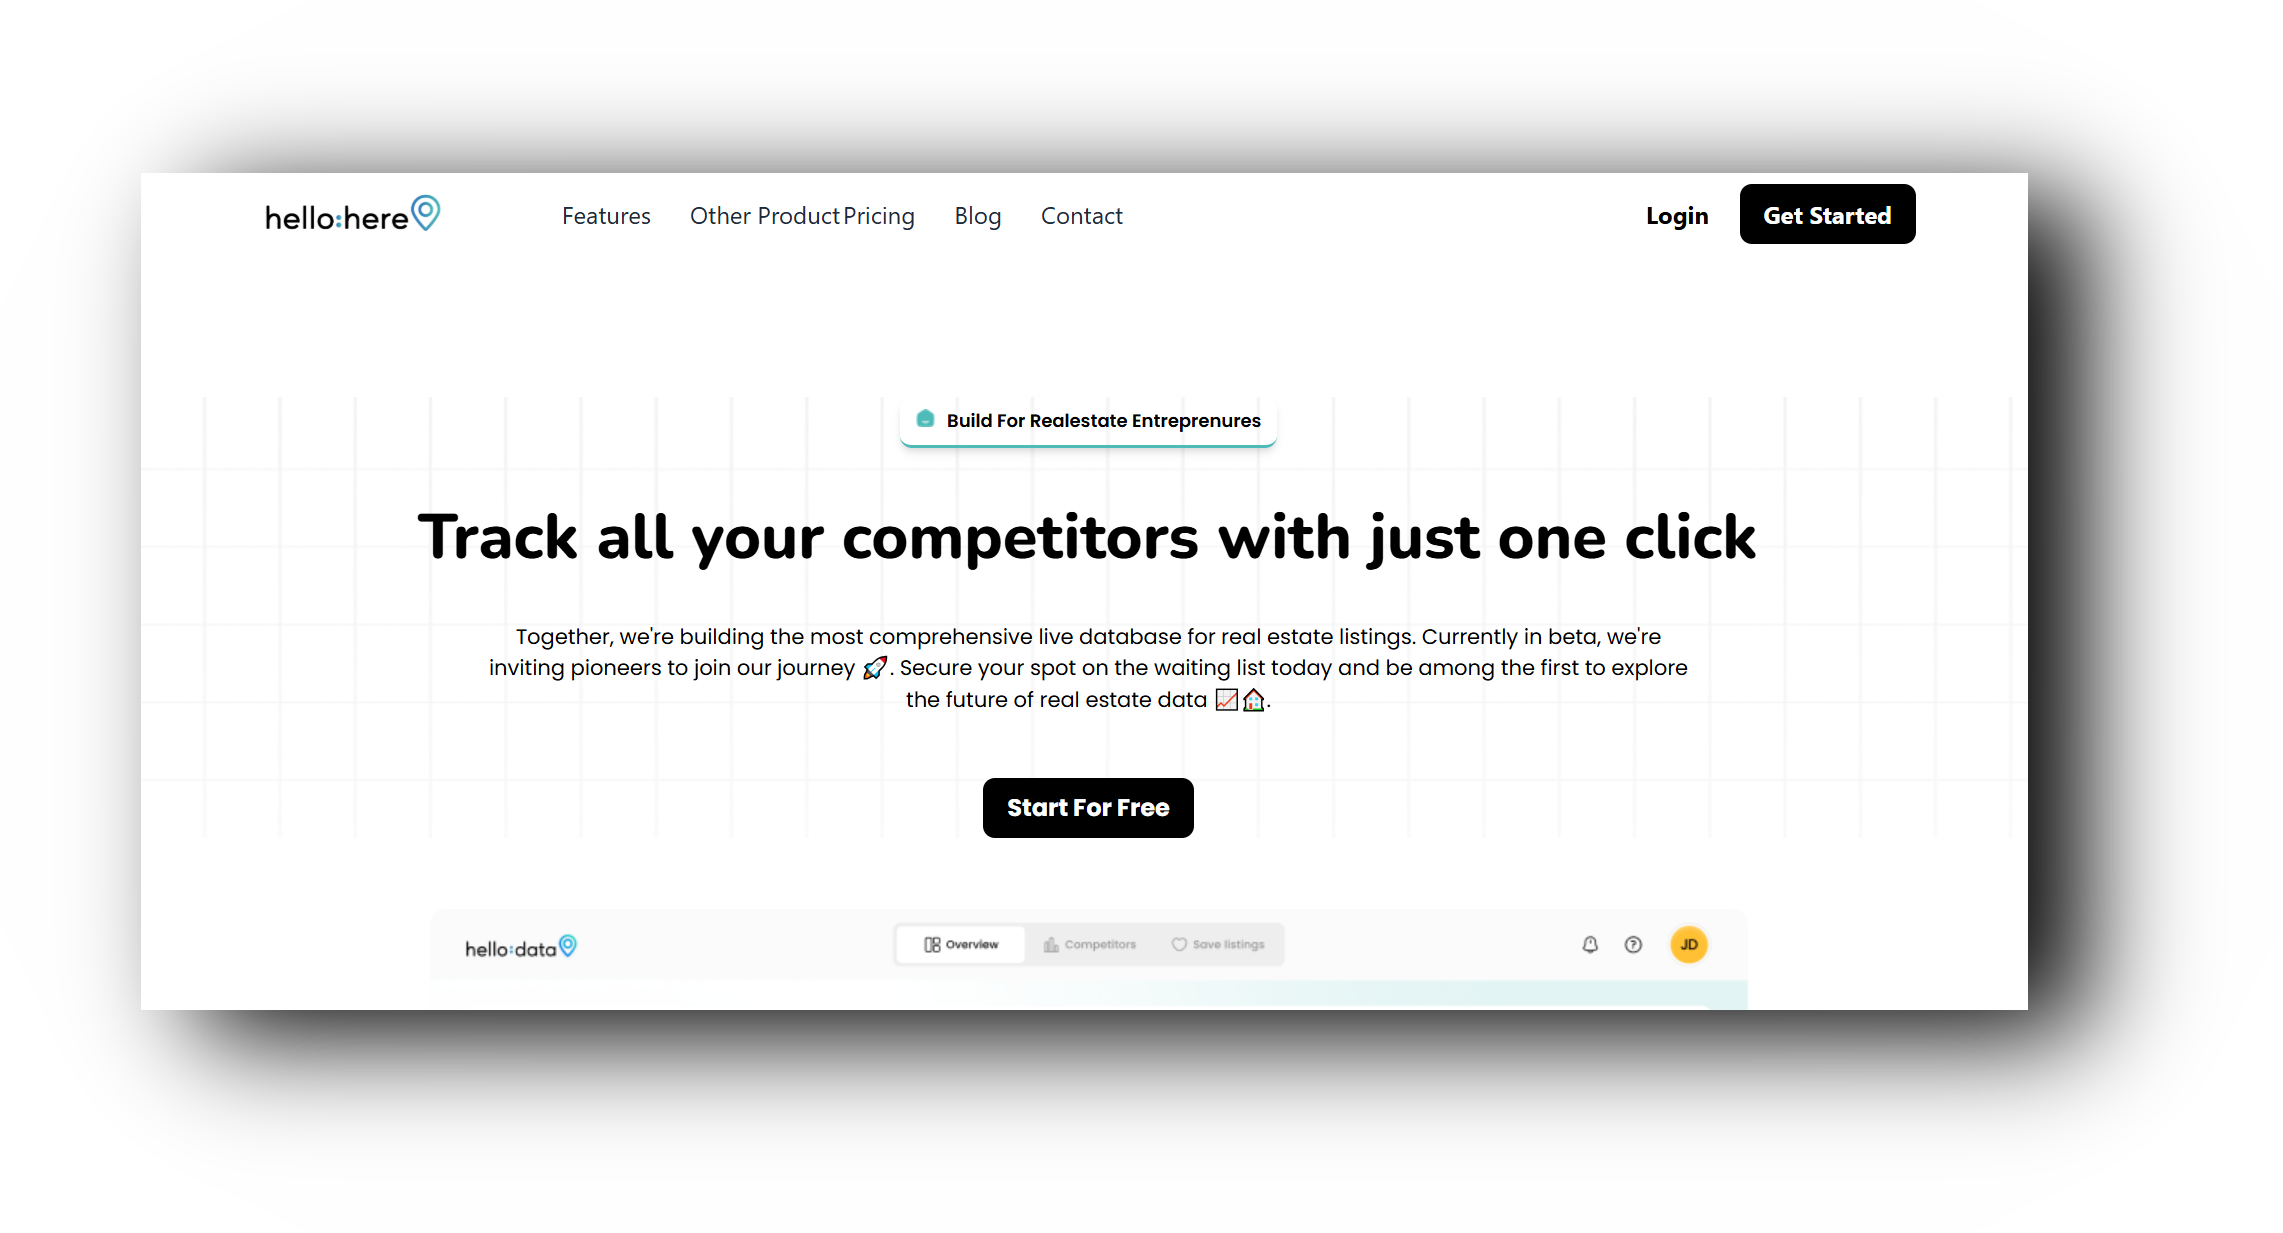 hello:here
Features Other Product Pricing Blog Contact
Login Get Started
Build For Realestate Entreprenures
Track all your competitors with just one click
Together, we're building the most comprehensive live database for real estate listings. Currently in beta, we're
inviting pioneers to join our journey 🚀. Secure your spot on the waiting list today and be among the first to explore
the future of real estate data 📈🏠.
Start For Free
hello:data
Overview Competitors Save listings
JD